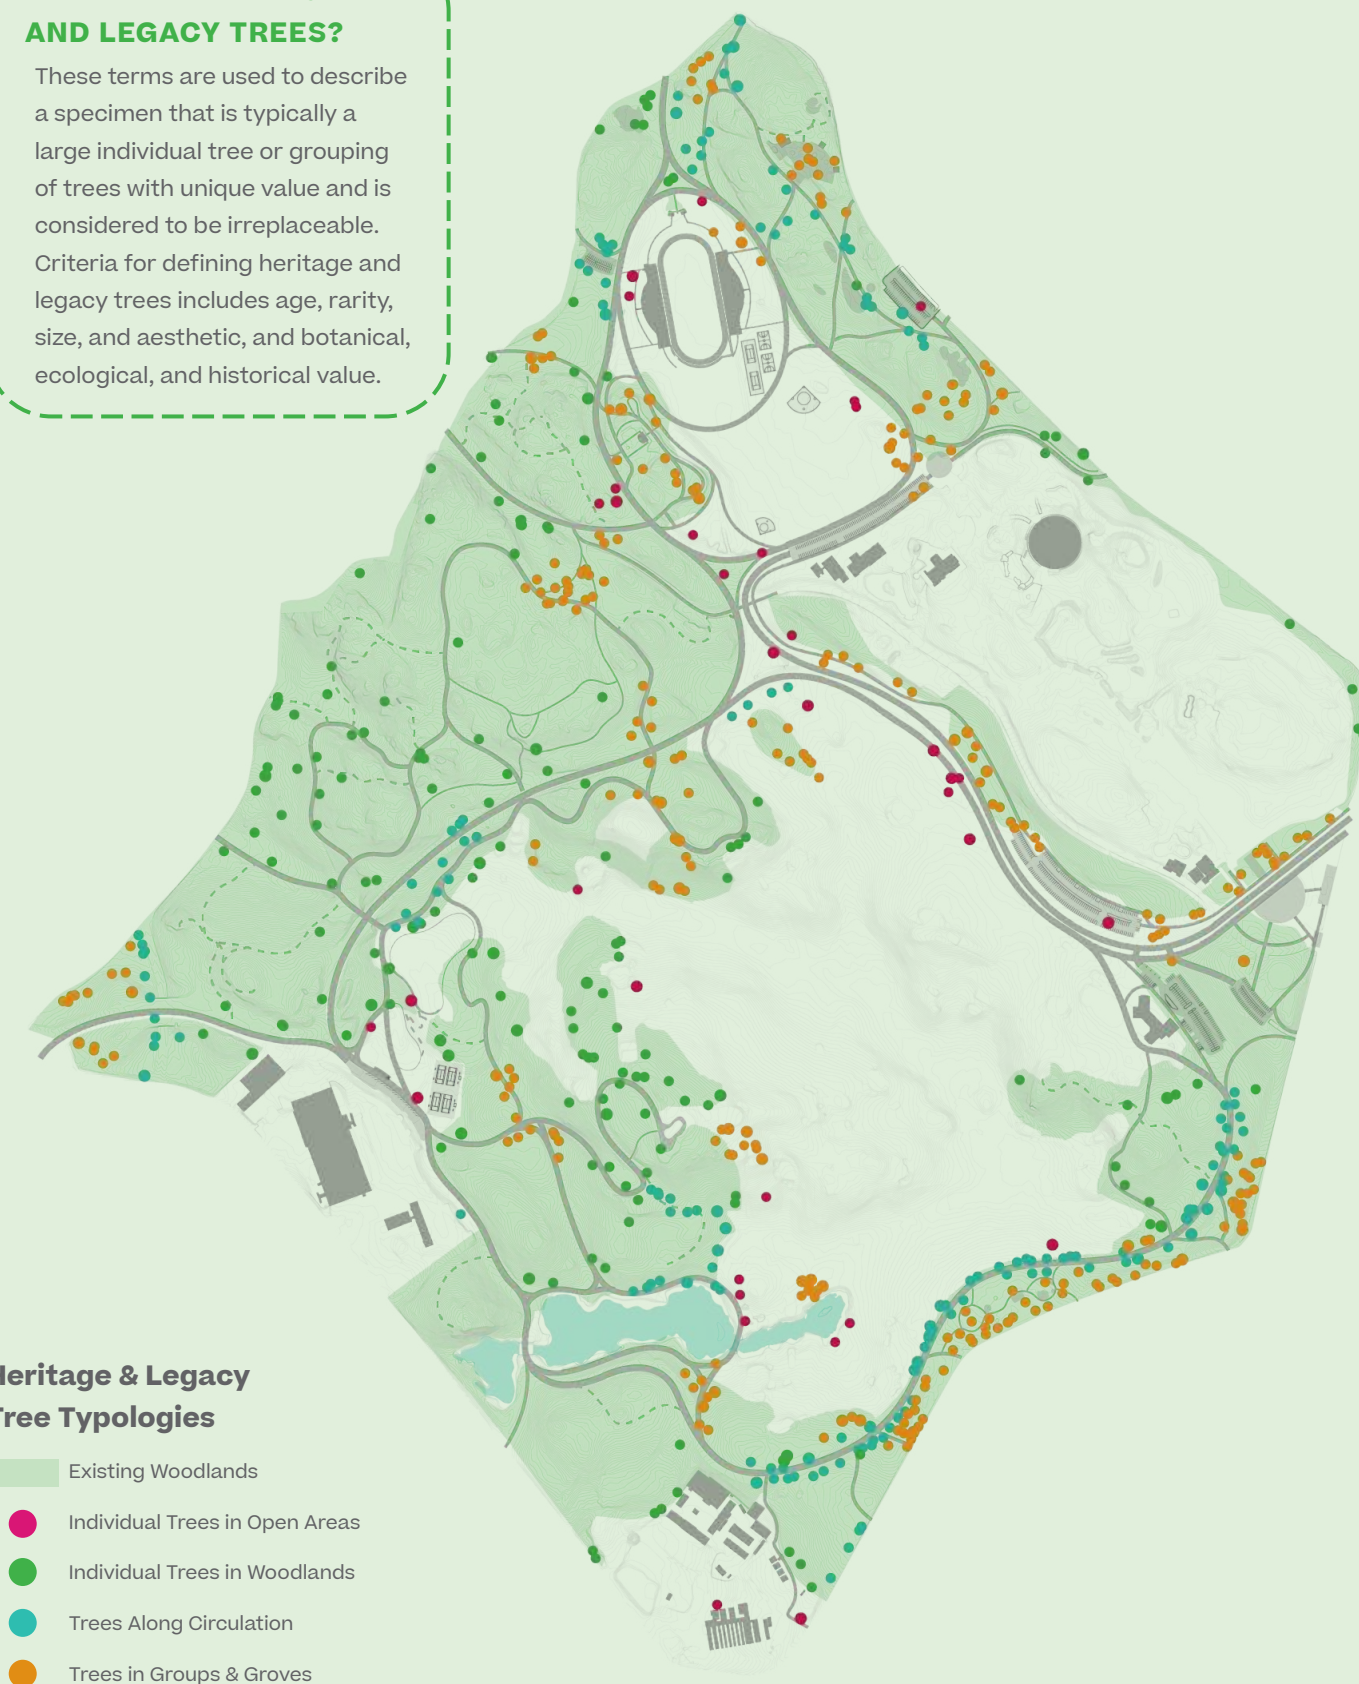 AND LEGACY TREES?
These terms are used to describe
a specimen that is typically a
large individual tree or grouping
of trees with unique value and is
considered to be irreplaceable.
Criteria for defining heritage and
legacy trees includes age, rarity,
size, and aesthetic, and botanical,
ecological, and historical value.
Heritage & Legacy
Tree Typologies
Existing Woodlands
Individual Trees in Open Areas
Individual Trees in Woodlands
Trees Along Circulation
Trees in Groups & Groves